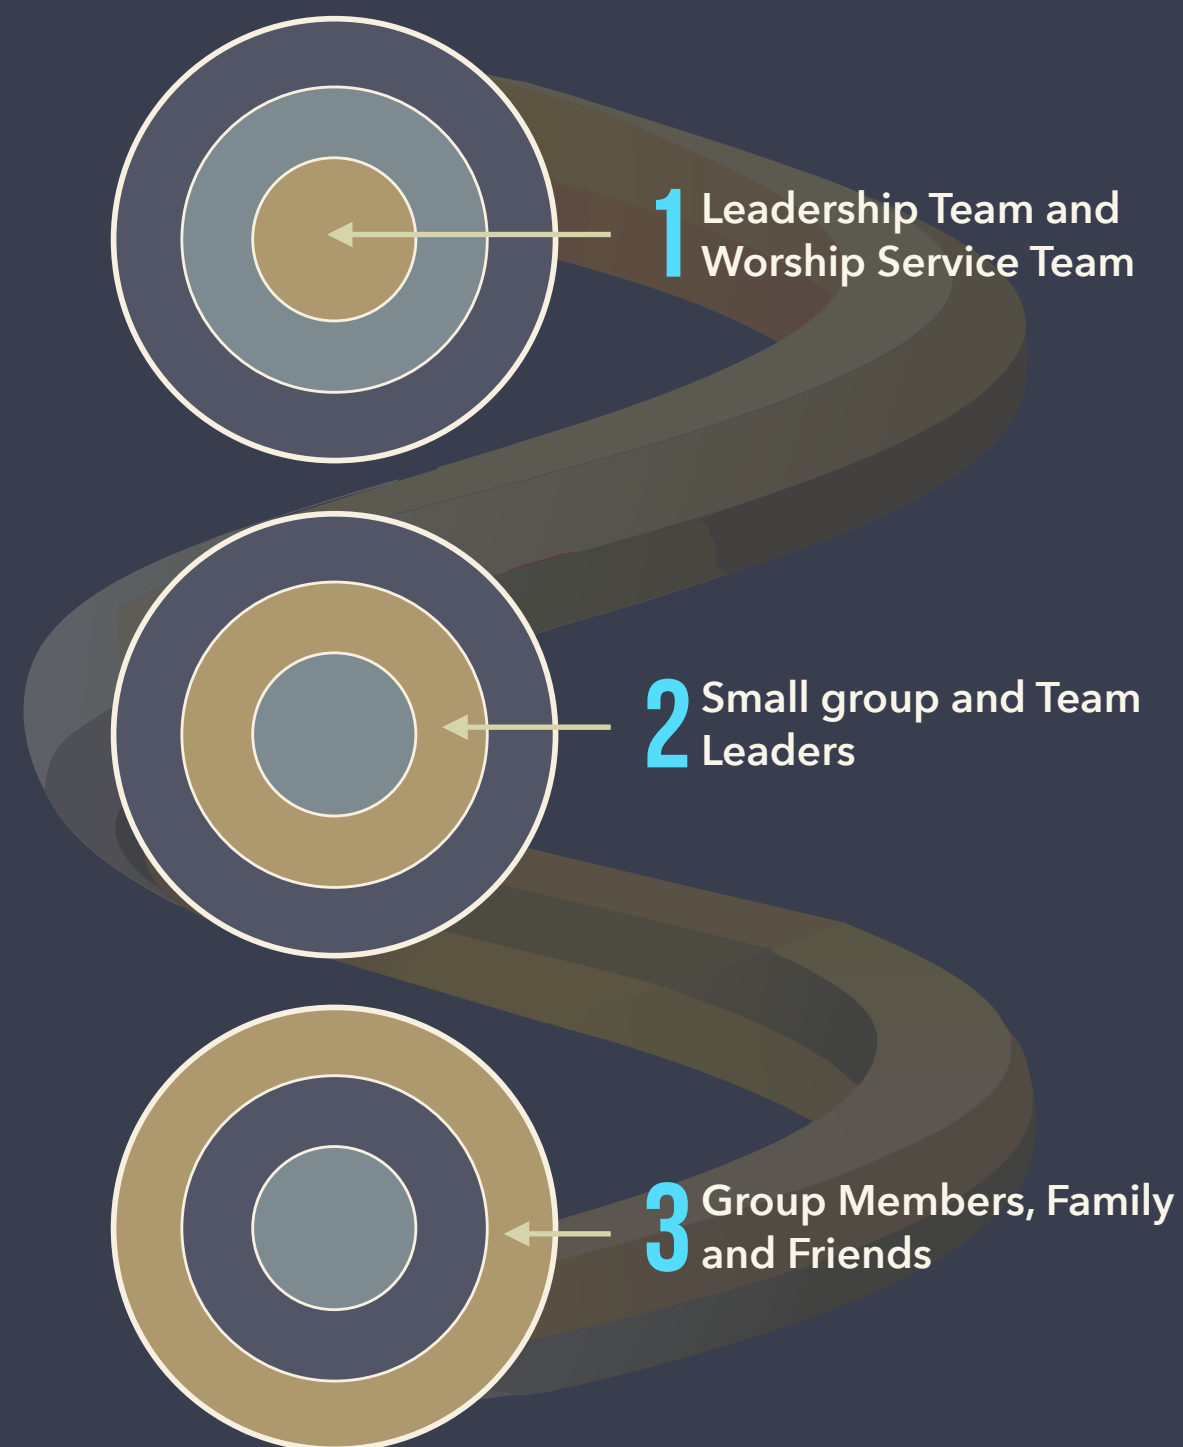 1 Leadership Team and
Worship Service Team
2 Small group and Team
Leaders
3 Group Members, Family
and Friends